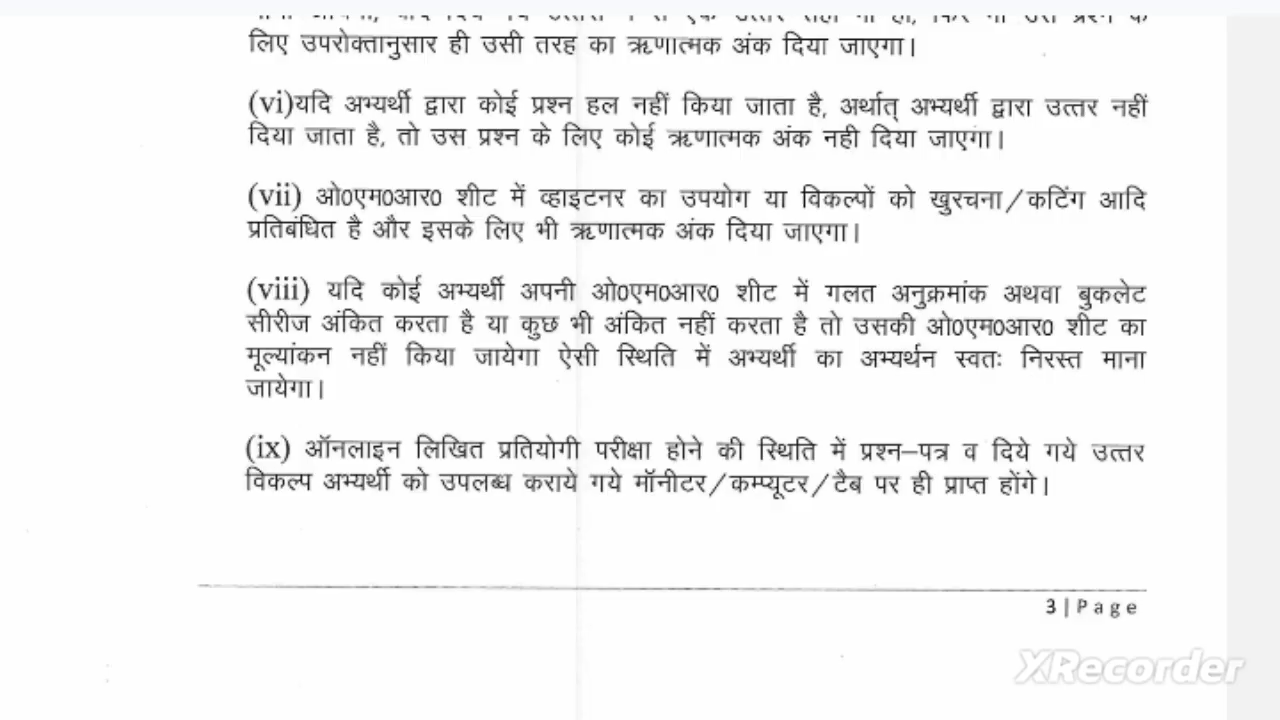 लिए उपरोक्तानुसार ही उसी तरह का ऋणात्मक अंक दिया जाएगा।
(vi)यदि अभ्यर्थी द्वारा कोई प्रश्न हल नहीं किया जाता है, अर्थात् अभ्यर्थी द्वारा उत्तर नहीं
दिया जाता है, तो उस प्रश्न के लिए कोई ऋणात्मक अंक नही दिया जाएगा।
(vii) ओ0एम0आर0 शीट में व्हाइटनर का उपयोग या विकल्पों को खुरचना/कटिंग आदि
प्रतिबंधित है और इसके लिए भी ऋणात्मक अंक दिया जाएगा।
(viii) यदि कोई अभ्यर्थी अपनी ओ0एम0आर0 शीट में गलत अनुक्रमांक अथवा बुकलेट
सीरीज अंकित करता है या कुछ भी अंकित नहीं करता है तो उसकी ओ0एम0आर0 शीट का
मूल्यांकन नहीं किया जायेगा ऐसी स्थिति में अभ्यर्थी का अभ्यर्थन स्वतः निरस्त माना
जायेगा।
(ix) ऑनलाइन लिखित प्रतियोगी परीक्षा होने की स्थिति में प्रश्न–पत्र व दिये गये उत्तर
विकल्प अभ्यर्थी को उपलब्ध कराये गये मॉनीटर/कम्प्यूटर/टैब पर ही प्राप्त होंगे।
3|Page
XRecorder